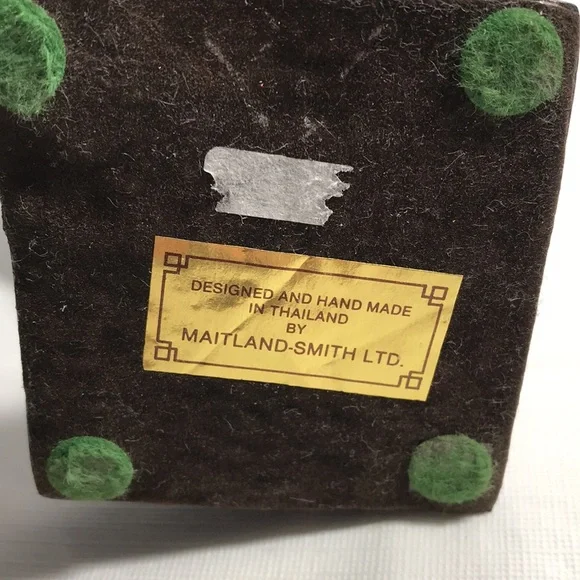 DESIGNED AND HAND MADE
IN THAILAND
BY
MAITLAND-SMITH LTD.